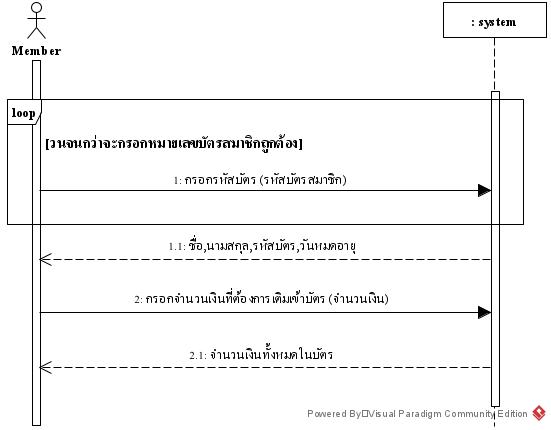 Member
: system
loop
[วนจนกว่าจะกรอกหมายเลขบัตรสมาชิกถูกต้อง]
1: กรอกรหัสบัตร (รหัสบัตรสมาชิก)
1.1: ชื่อ,นามสกุล,รหัสบัตร,วันหมดอายุ
2: กรอกจำนวนเงินที่ต้องการเติมเข้าบัตร (จำนวนเงิน)
2.1: จำนวนเงินทั้งหมดในบัตร
Powered By□Visual Paradigm Community Edition